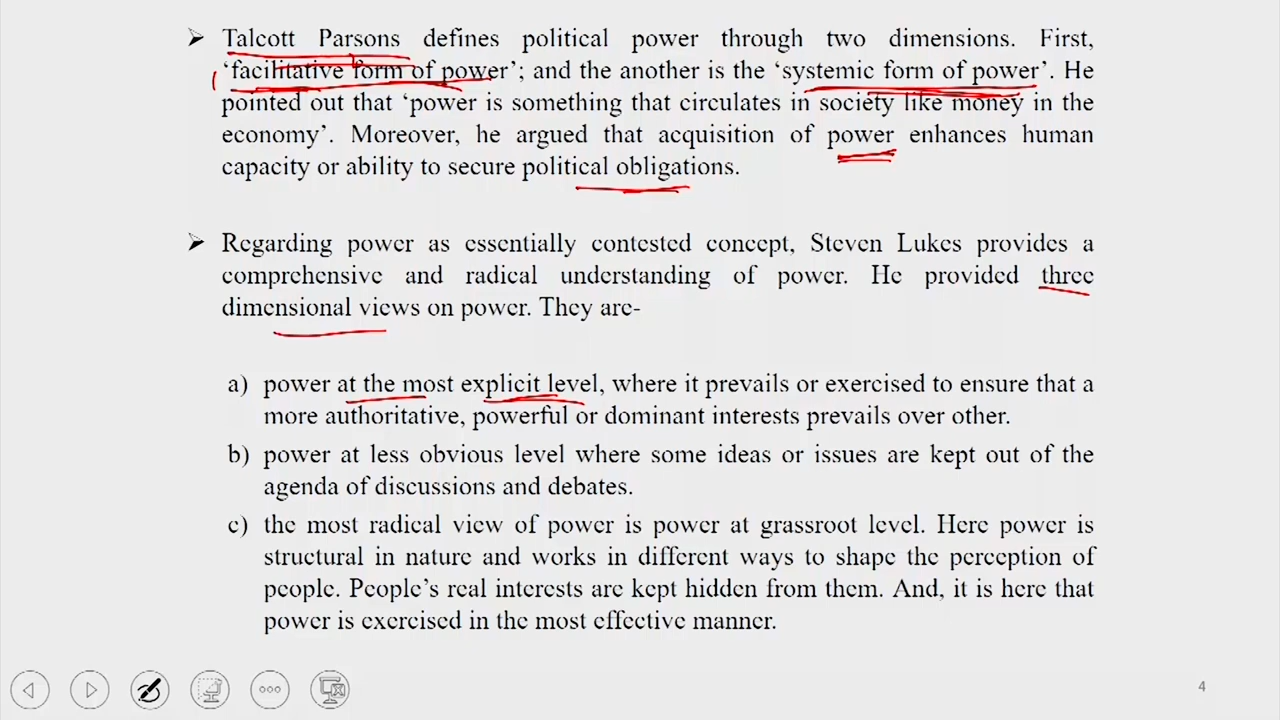 ➢ Talcott Parsons defines political power through two dimensions. First,
‘facilitative form of power’; and the another is the ‘systemic form of power’. He
pointed out that ‘power is something that circulates in society like money in the
economy’. Moreover, he argued that acquisition of power enhances human
capacity or ability to secure political obligations.
➢ Regarding power as essentially contested concept, Steven Lukes provides a
comprehensive and radical understanding of power. He provided three
dimensional views on power. They are-
a) power at the most explicit level, where it prevails or exercised to ensure that a
more authoritative, powerful or dominant interests prevails over other.
b) power at less obvious level where some ideas or issues are kept out of the
agenda of discussions and debates.
c) the most radical view of power is power at grassroot level. Here power is
structural in nature and works in different ways to shape the perception of
people. People’s real interests are kept hidden from them. And, it is here that
power is exercised in the most effective manner.
4